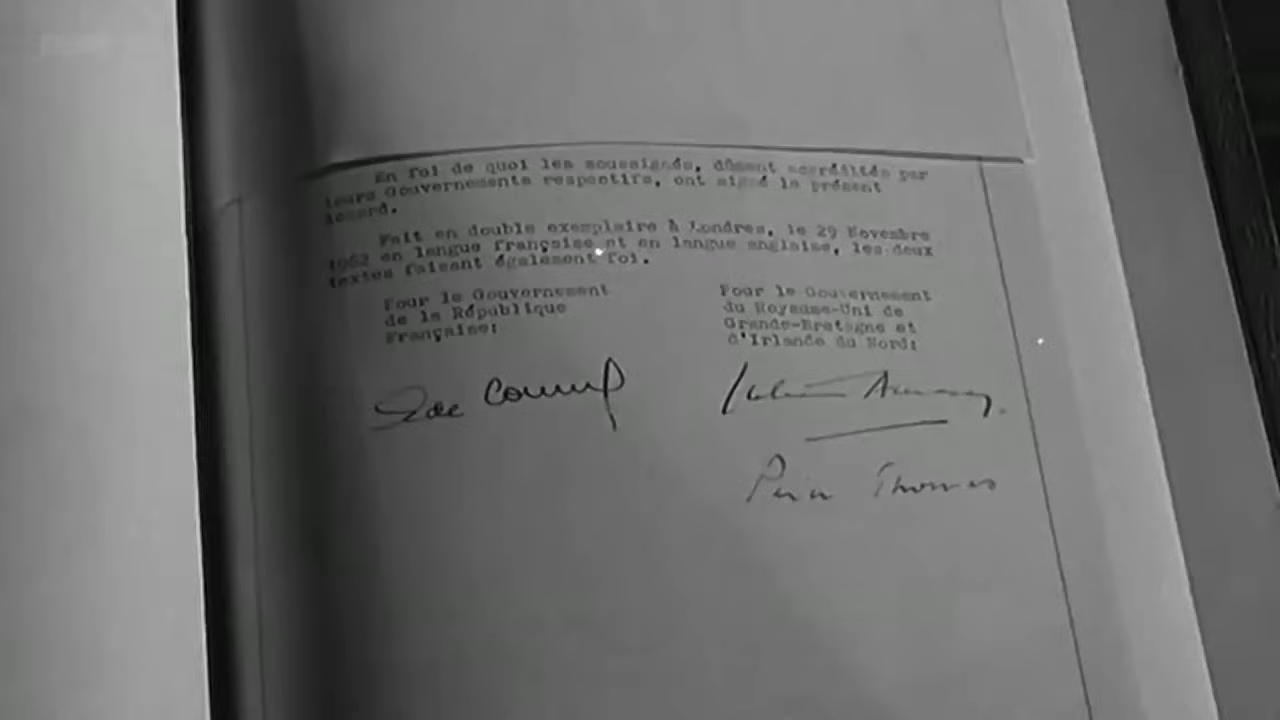 En foi de quoi les soussignés, dûment accrédités par
leurs Gouvernements respectifs, ont signé le présent
Accord.
Fait en double exemplaire à Londres, le 29 Novembre
1962 en langue française et en langue anglaise, les deux
textes faisant également foi.
Pour le Gouvernement
de la République
Française:
Pour le Gouvernement
du Royaume-Uni de
Grande-Bretagne et
d'Irlande du Nord:
Thomas